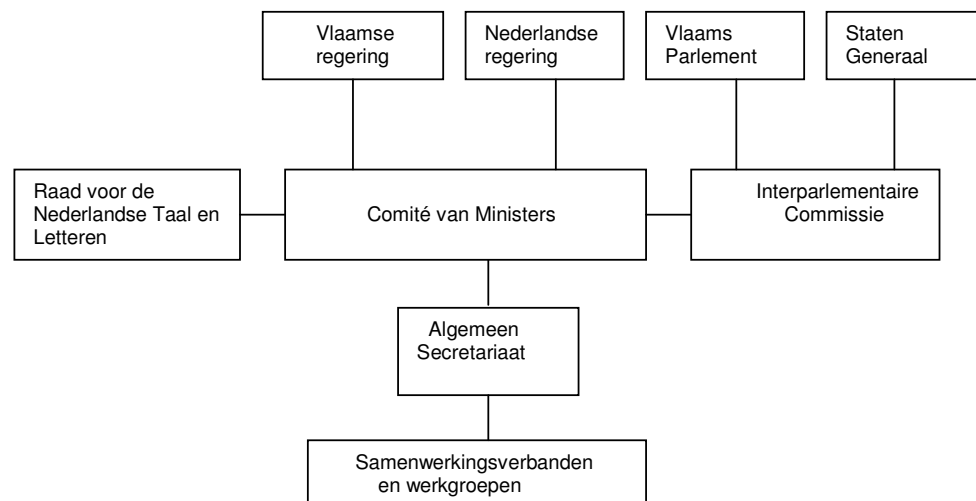 Vlaamse
regering
Nederlandse
regering
Vlaams
Parlement
Staten
Generaal
Raad voor de
Nederlandse Taal en
Letteren
Comité van Ministers
Interparlementaire
Commissie
Algemeen
Secretariaat
Samenwerkingsverbanden
en werkgroepen